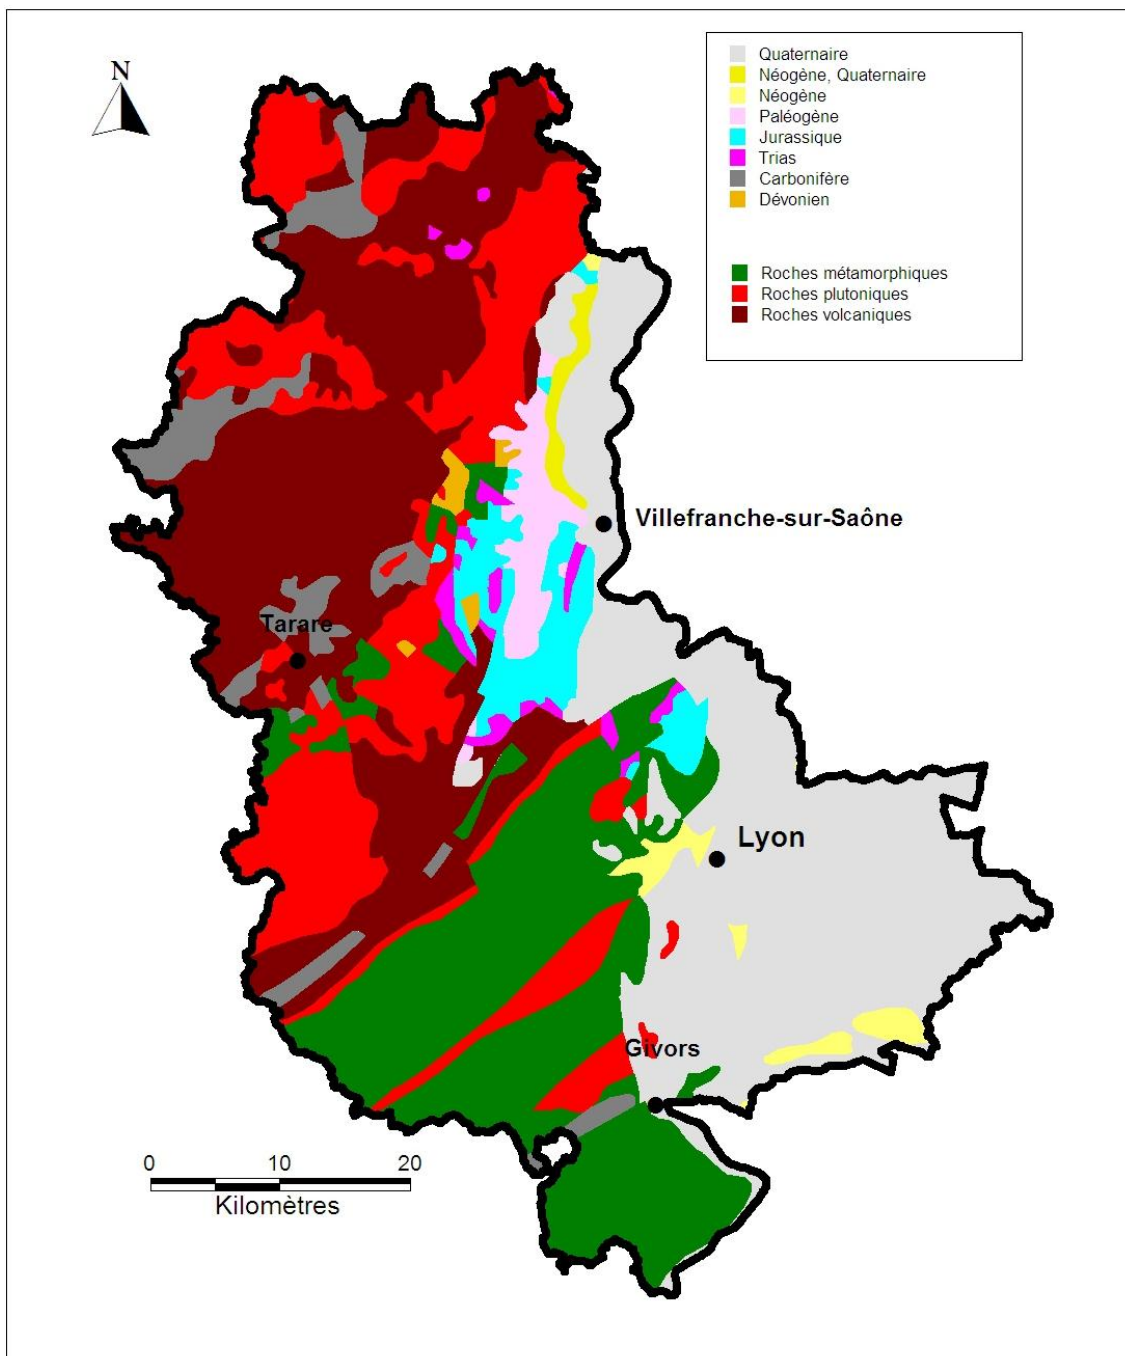 N
Quaternaire
Néogène, Quaternaire
Néogène
Paléogène
Jurassique
Trias
Carbonifère
Dévonien
Roches métamorphiques
Roches plutoniques
Roches volcaniques
Villefranche-sur-Saône
Tarare
Lyon
Givors
0 10 20
Kilomètres